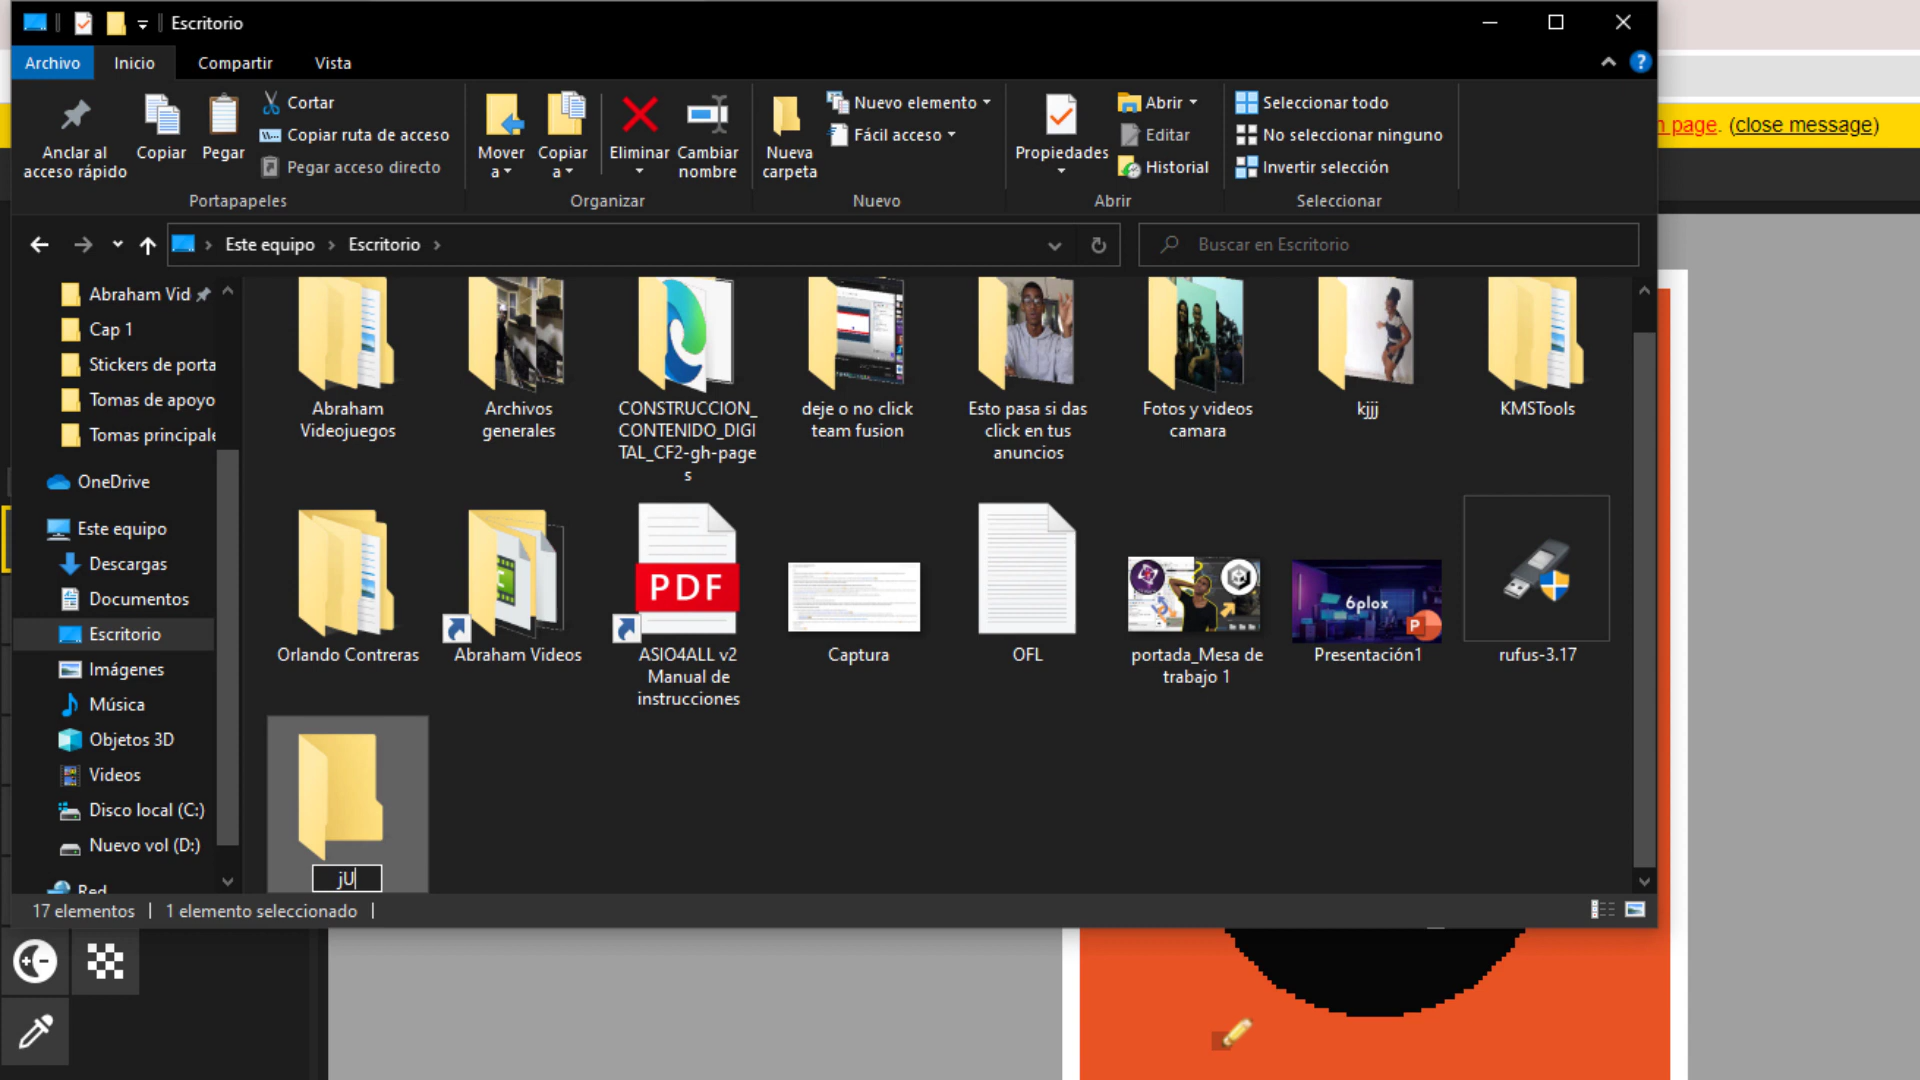 Escritorio
Archivo
Inicio
Compartir
Vista
Anclar al
acceso rápido
Copiar
Pegar
Cortar
Copiar ruta de acceso
Pegar acceso directo
Portapapeles
Mover
a
Copiar
a
Eliminar
Cambiar
nombre
Organizar
Nueva
carpeta
Nuevo elemento
Fácil acceso
Nuevo
Propiedades
Abrir
Editar
Historial
Abrir
Seleccionar todo
No seleccionar ninguno
Invertir selección
Seleccionar
page. (close message)
Este equipo
Escritorio
Buscar en Escritorio
Abraham Vid
Cap 1
Stickers de porta
Tomas de apoyo
Tomas principale
OneDrive
Este equipo
Descargas
Documentos
Escritorio
Imágenes
Música
Objetos 3D
Videos
Disco local (C:)
Nuevo vol (D:)
Red
Abraham
Videojuegos
Archivos
generales
CONSTRUCCION_
CONTENIDO_DIGI
TAL_CF2-gh-page
s
deje o no click
team fusion
Esto pasa si das
click en tus
anuncios
Fotos y videos
camara
kjjj
KMSTools
Orlando Contreras
Abraham Videos
PDF
ASIO4ALL v2
Manual de
instrucciones
Captura
OFL
portada_Mesa de
trabajo 1
6plox
P
Presentación1
rufus-3.17
jU
17 elementos
1 elemento seleccionado